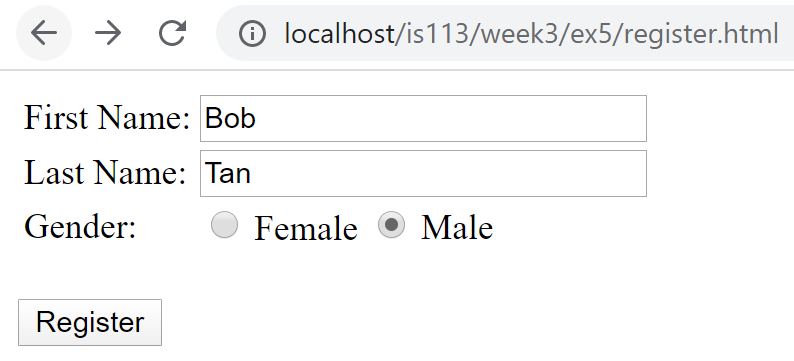 localhost/is113/week3/ex5/register.html
First Name: Bob
Last Name: Tan
Gender: Female Male
Register